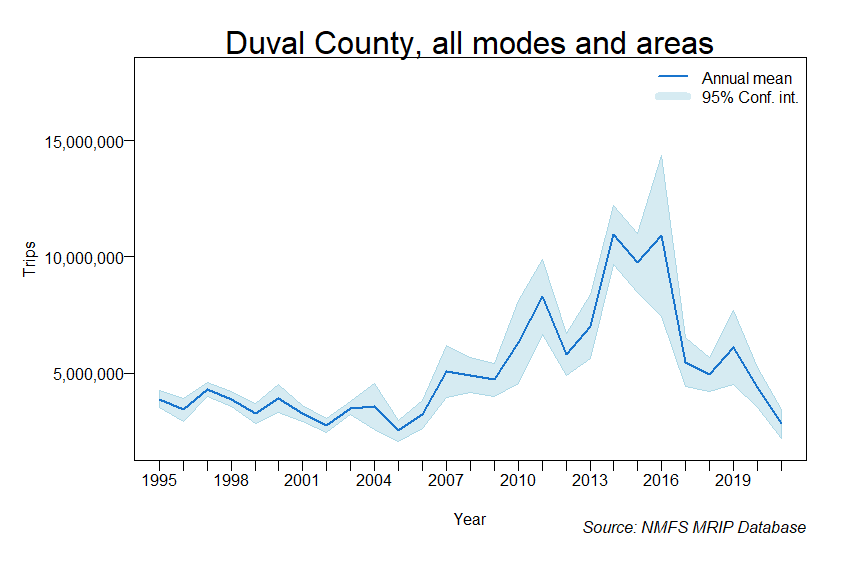 Duval County, all modes and areas
Annual mean
95% Conf. int.
15,000,000
10,000,000
5,000,000
Trips
1995 1998 2001 2004 2007 2010 2013 2016 2019
Year
Source: NMFS MRIP Database